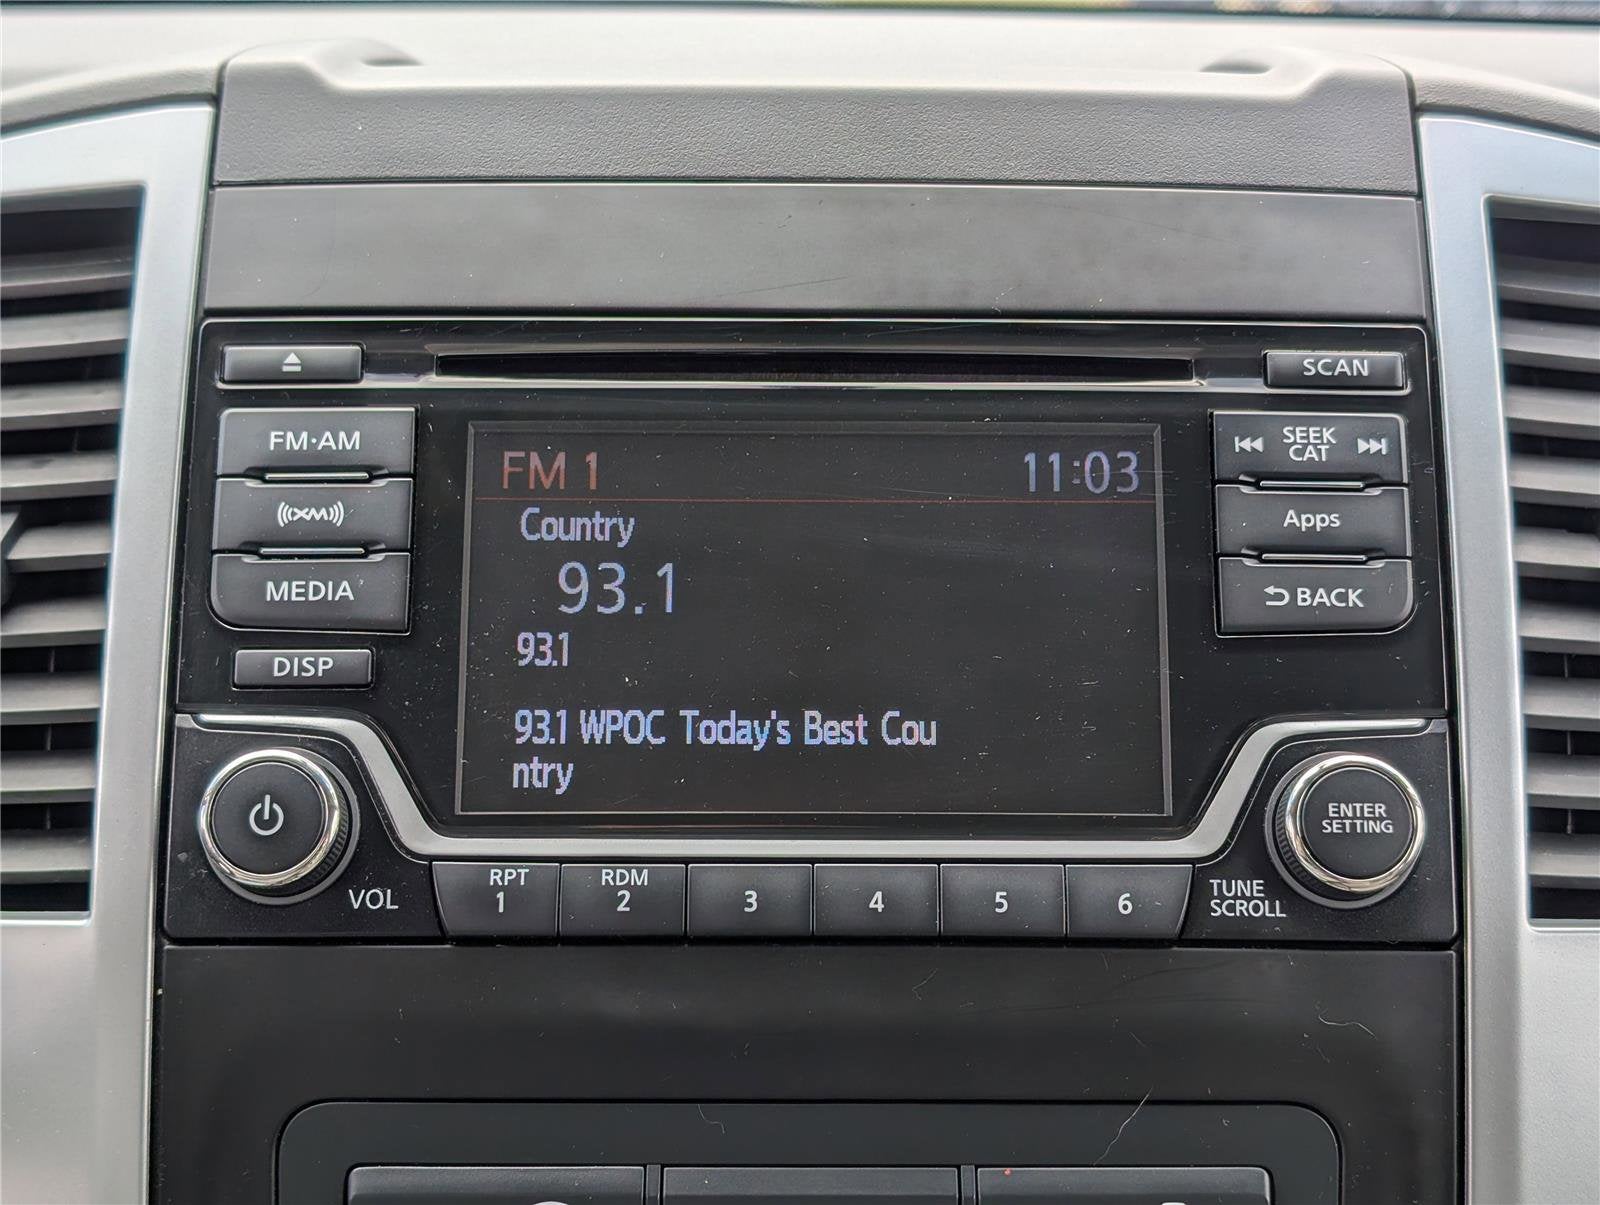 SCAN
FM·AM
XM
MEDIA
DISP
FM 1 11:03
Country
93.1
93.1
93.1 WPOC Today's Best Cou
ntry
SEEK
CAT
Apps
BACK
VOL
RPT
1
RDM
2
3
4
5
6
TUNE
SCROLL
ENTER
SETTING